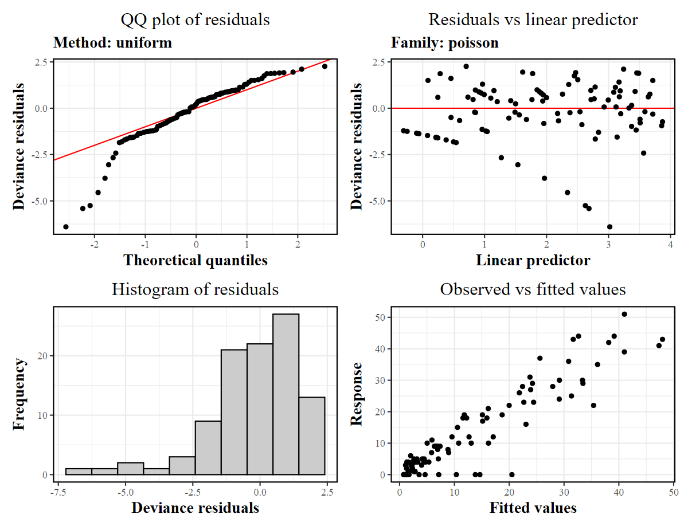 QQ plot of residuals
Method: uniform
2.5
0.0
-2.5
-5.0
Deviance residuals
-2
-1
0
1
2
Theoretical quantiles
Residuals vs linear predictor
Family: poisson
2.5
0.0
-2.5
-5.0
Deviance residuals
0
1
2
3
4
Linear predictor
Histogram of residuals
20
10
0
Frequency
-7.5
-5.0
-2.5
0.0
2.5
Deviance residuals
Observed vs fitted values
50
40
30
20
10
0
Response
0
10
20
30
40
50
Fitted values